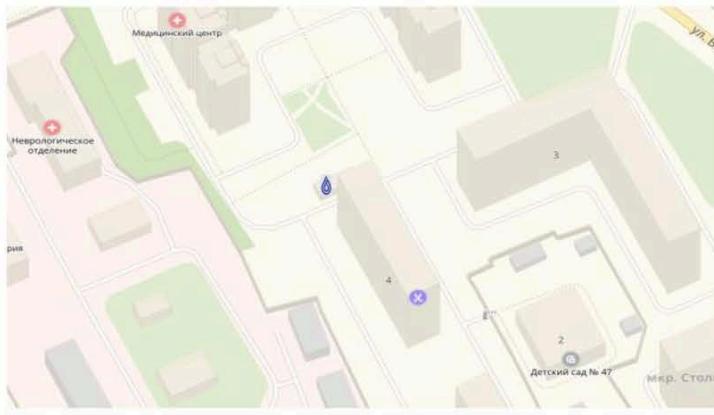 Медицинский центр
ул. Б
Неврологическое
отделение
3
рия
4
2
Детский сад № 47
мкр. Стол